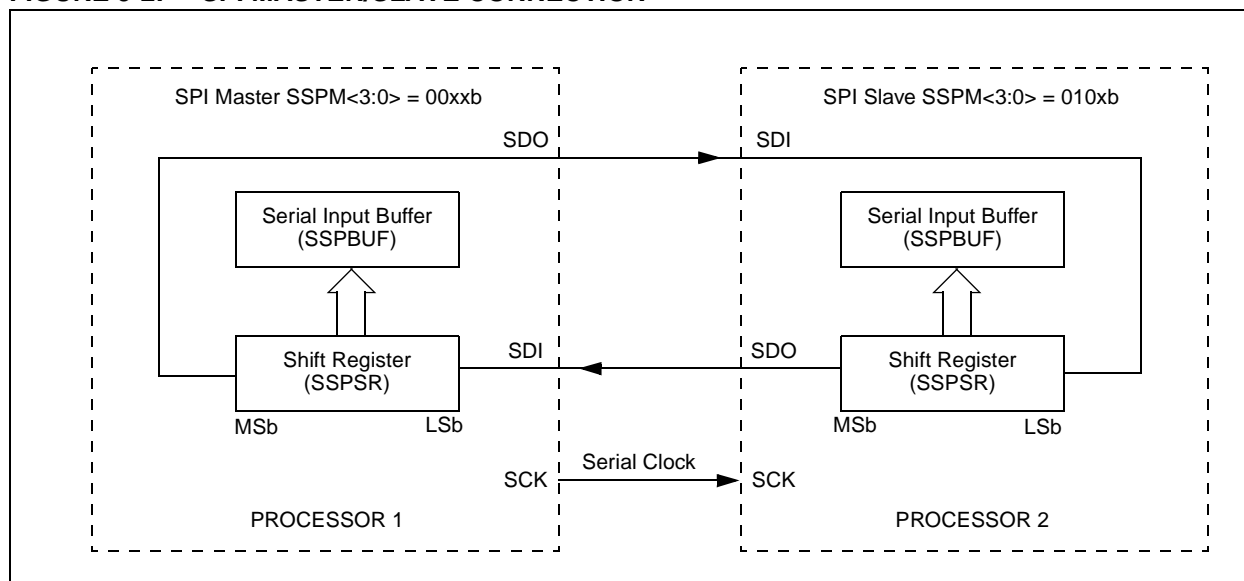 SPI Master SSPM<3:0> = 00xxb
SPI Slave SSPM<3:0> = 010xb
SDO
SDI
Serial Input Buffer
(SSPBUF)
Serial Input Buffer
(SSPBUF)
Shift Register
(SSPSR)
SDI
SDO
Shift Register
(SSPSR)
MSb
LSb
MSb
LSb
Serial Clock
SCK
SCK
PROCESSOR 1
PROCESSOR 2